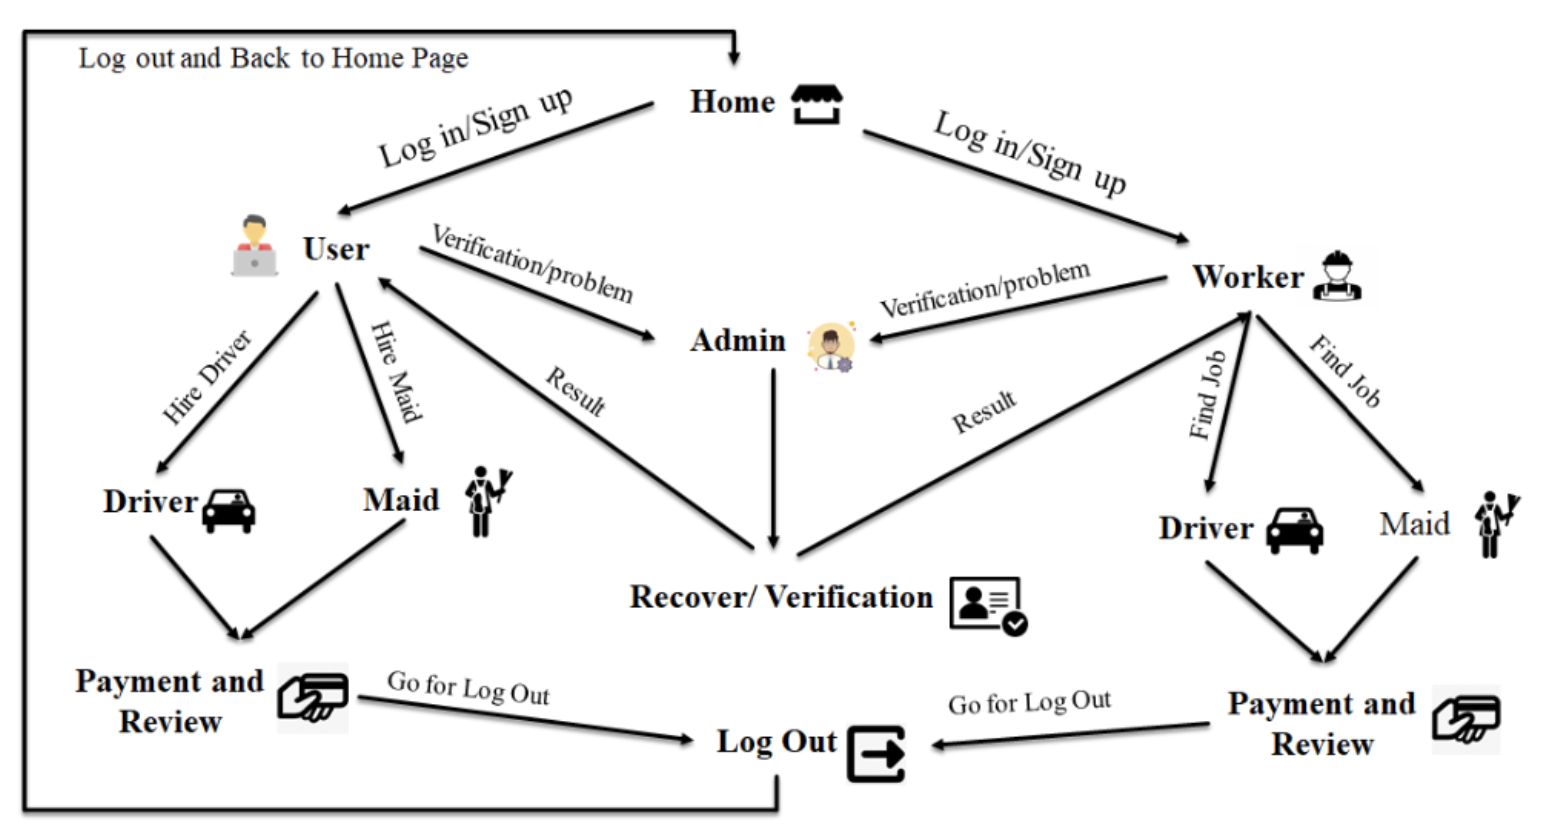 Log out and Back to Home Page
Home
Log in/Sign up
Log in/Sign up
User
Verification/problem
Verification/problem
Worker
Admin
Hire Driver
Hire Maid
Result
Result
Find Job
Find Job
Driver
Maid
Driver
Maid
Recover/ Verification
Payment and
Review
Go for Log Out
Go for Log Out
Payment and
Review
Log Out